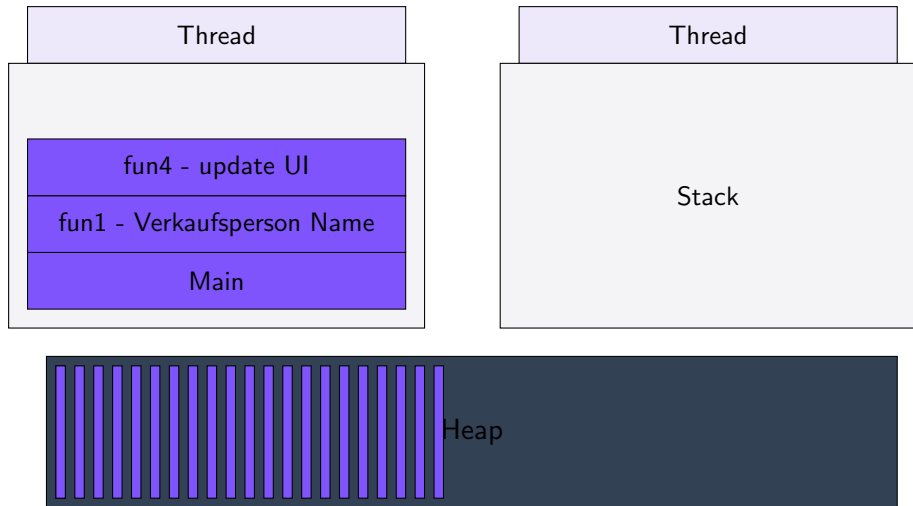 Thread
Thread
fun4 - update UI
fun1 - Verkaufsperson Name
Main
Stack
Heap